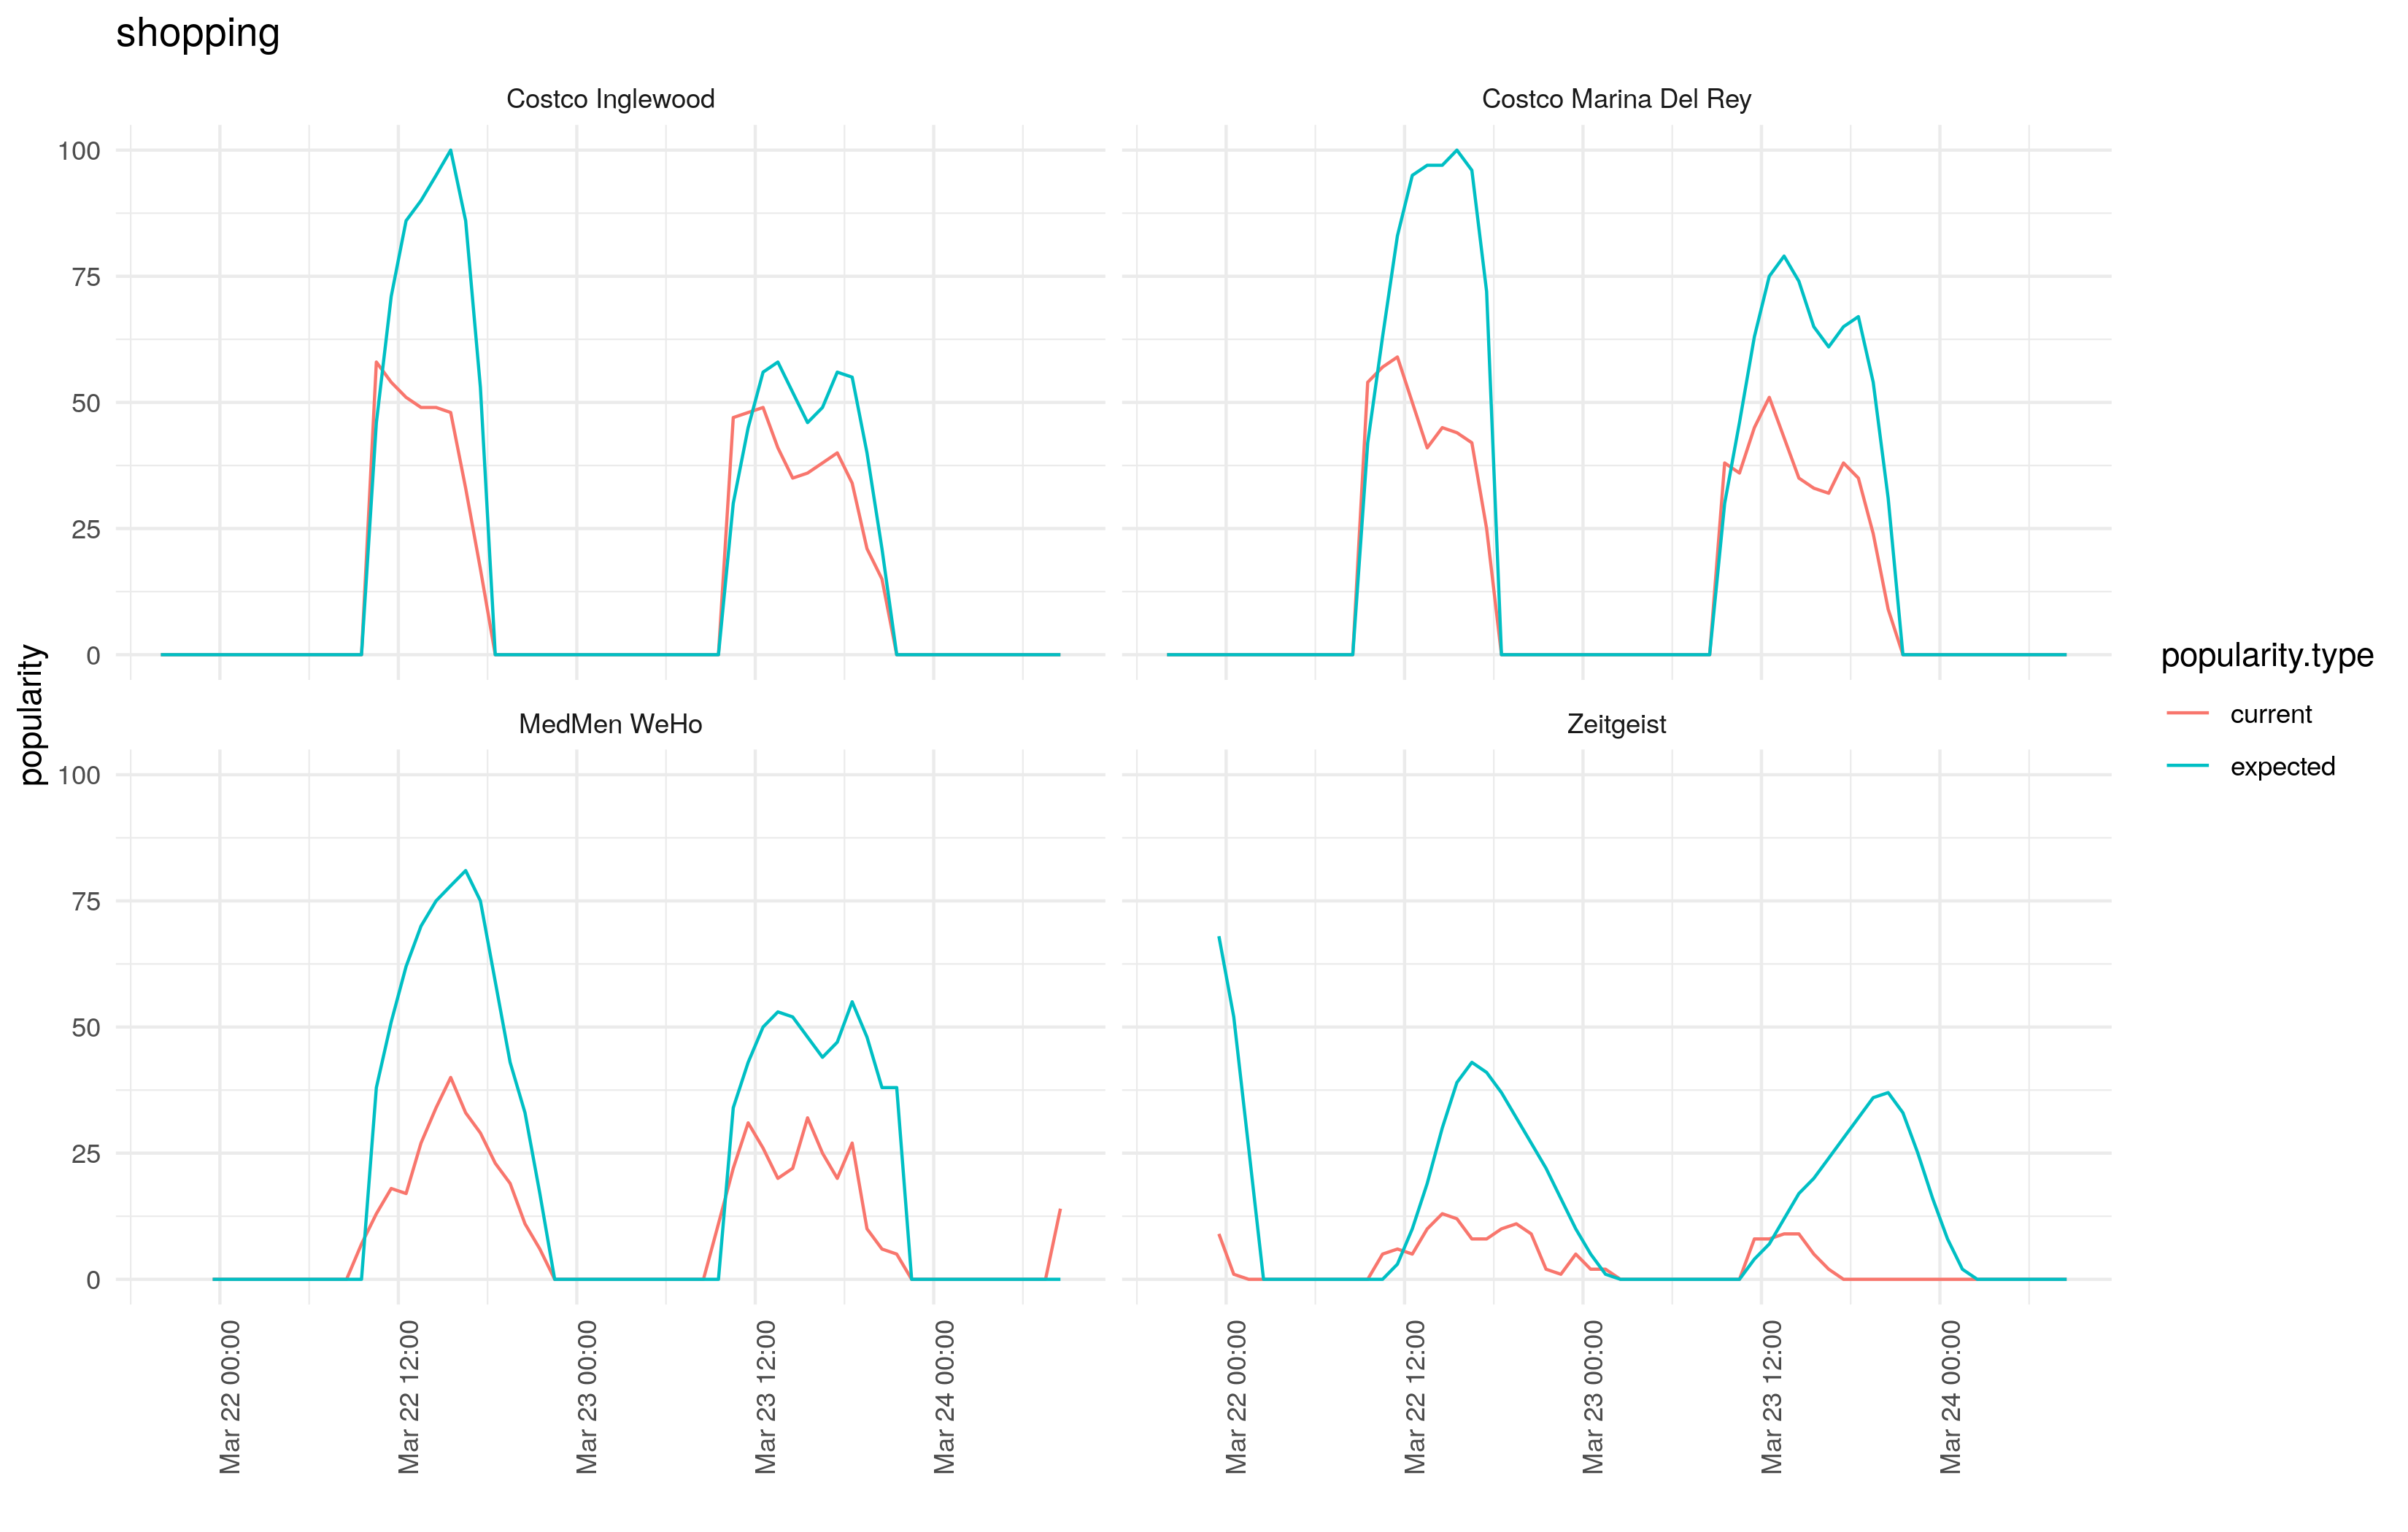 shopping
Costco Inglewood
Costco Marina Del Rey
100
75
50
25
0
MedMen WeHo
Zeitgeist
100
75
50
25
0
popularity
Mar 22 00:00
Mar 22 12:00
Mar 23 00:00
Mar 23 12:00
Mar 24 00:00
Mar 22 00:00
Mar 22 12:00
Mar 23 00:00
Mar 23 12:00
Mar 24 00:00
popularity.type
current
expected